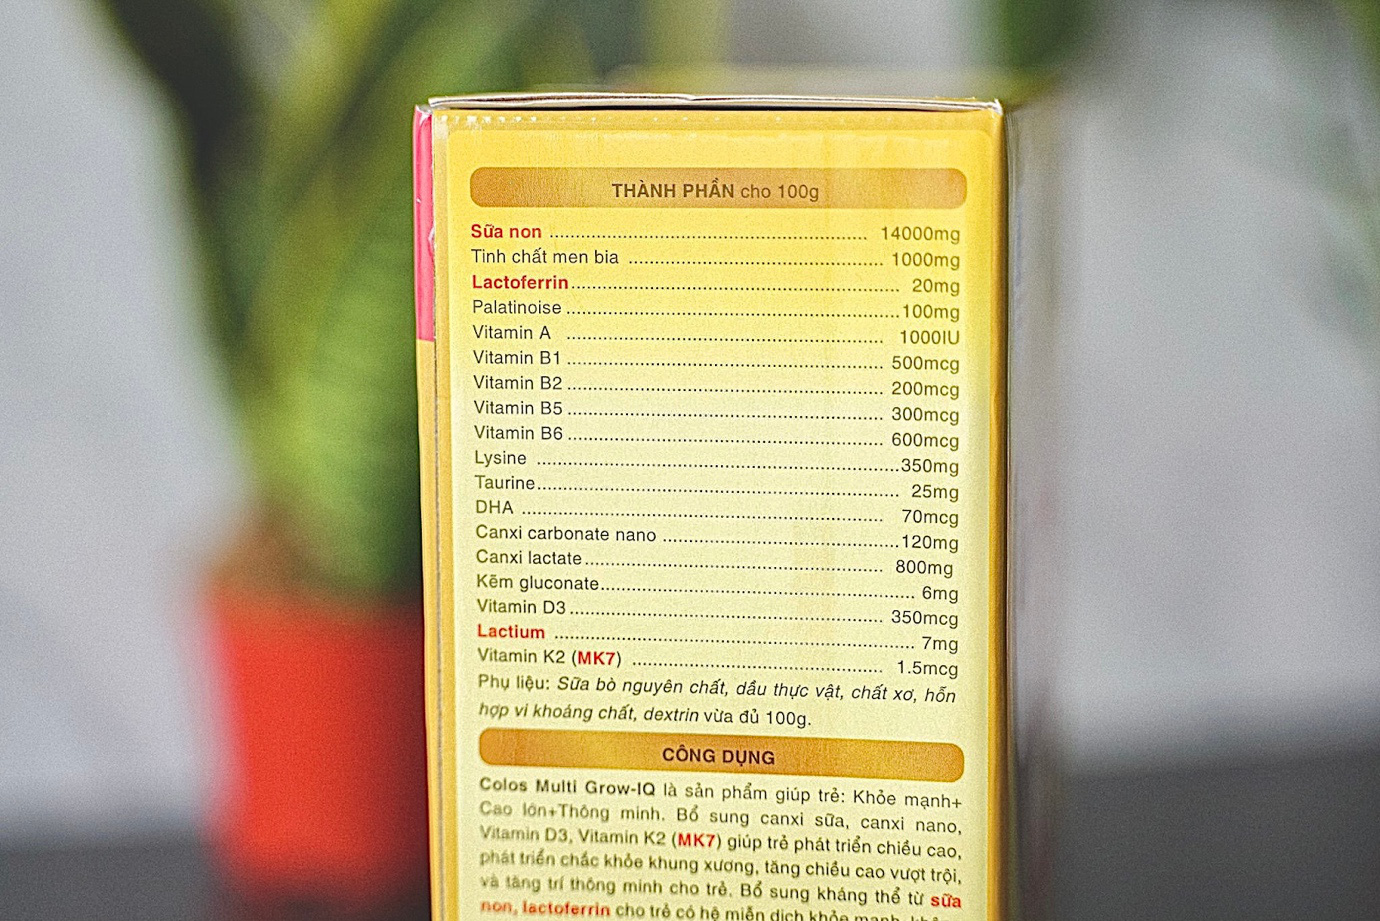 THÀNH PHẦN cho 100g
Sữa non ........ 14000mg
Tinh chất men bia ........ 1000mg
Lactoferrin ........ 20mg
Palatinoise ........ 100mg
Vitamin A ........ 1000IU
Vitamin B1 ........ 500mcg
Vitamin B2 ........ 200mcg
Vitamin B5 ........ 300mcg
Vitamin B6 ........ 600mcg
Lysine ........ 350mg
Taurine ........ 25mg
DHA ........ 70mcg
Canxi carbonate nano ........ 120mg
Canxi lactate ........ 800mg
Kẽm gluconate ........ 6mg
Vitamin D3 ........ 350mcg
Lactium ........ 7mg
Vitamin K2 (MK7) ........ 1.5mcg
Phụ liệu: Sữa bò nguyên chất, dầu thực vật, chất xơ, hỗn
hợp vi khoáng chất, dextrin vừa đủ 100g.
CÔNG DỤNG
Colos Multi Grow-IQ là sản phẩm giúp trẻ: Khỏe mạnh+
Cao lớn+Thông minh. Bổ sung canxi sữa, canxi nano,
Vitamin D3, Vitamin K2 (MK7) giúp trẻ phát triển chiều cao,
phát triển chắc khỏe khung xương, tăng chiều cao vượt trội,
và tăng trí thông minh cho trẻ. Bổ sung kháng thể từ sữa
non, lactoferrin cho trẻ có hệ miễn dịch khỏe mạnh,